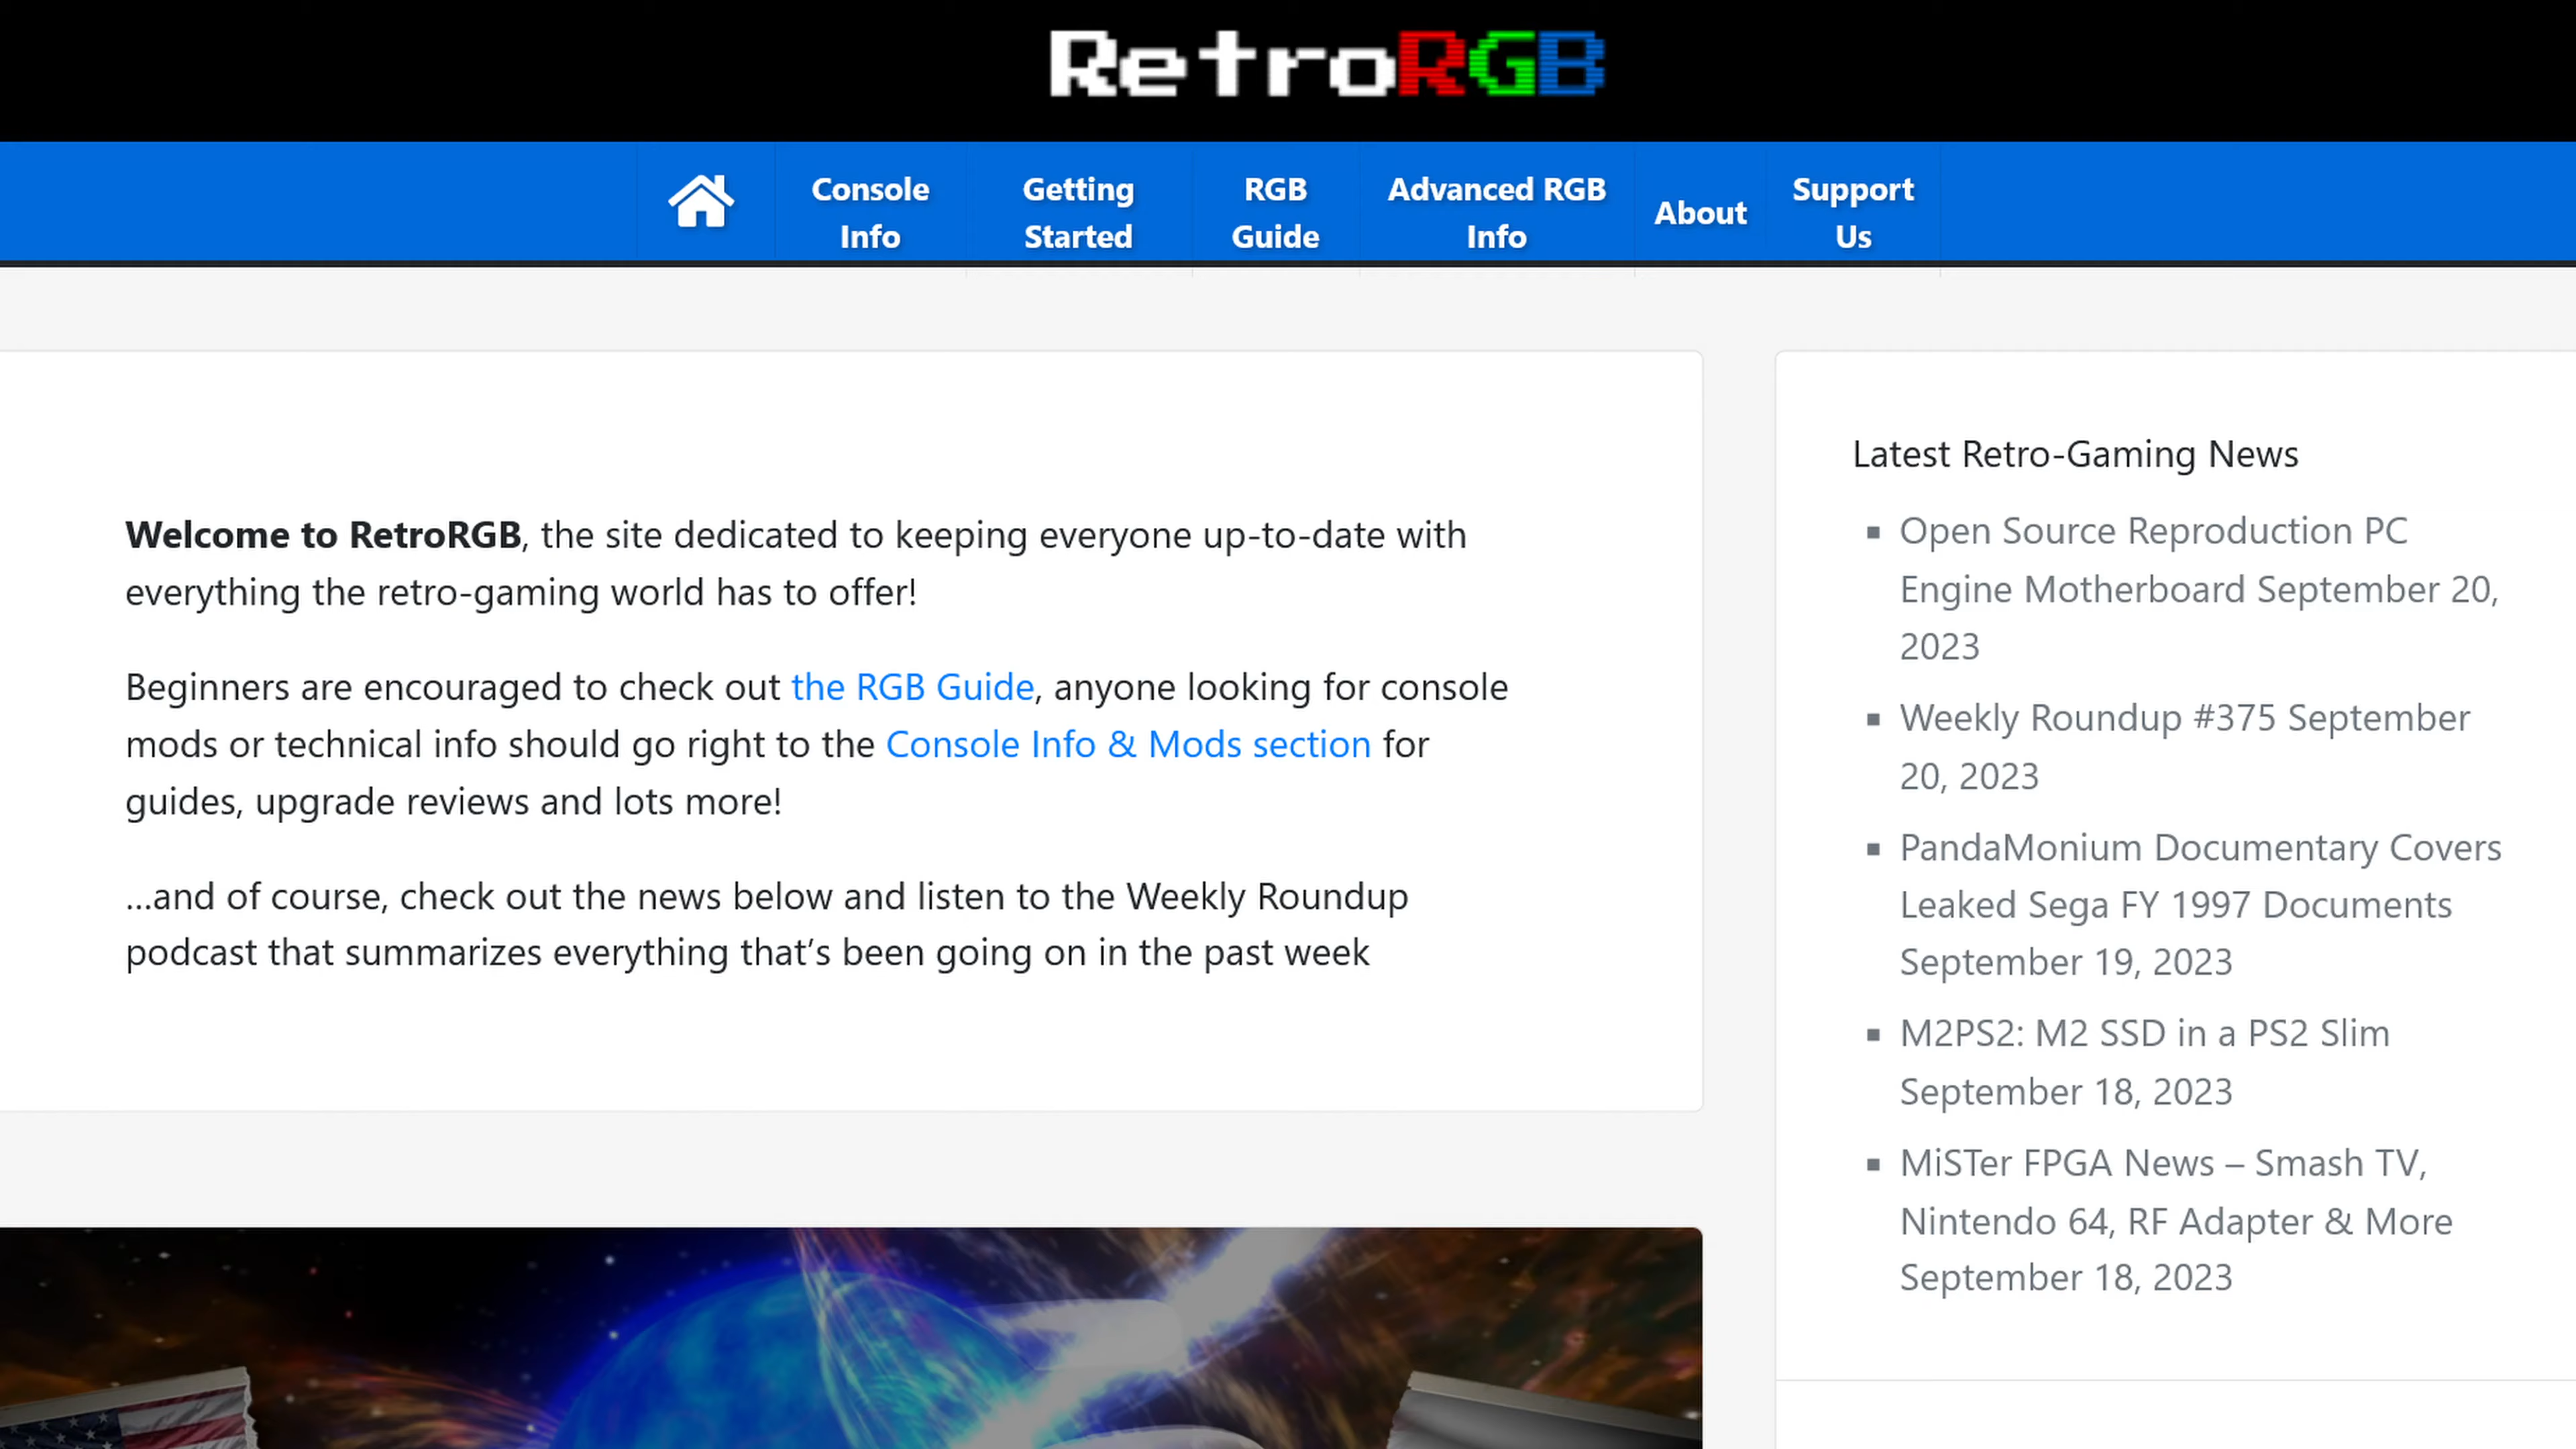 RetroRGB
Console
Info
Getting
Started
RGB
Guide
Advanced RGB
Info
About
Support
Us
Welcome to RetroRGB, the site dedicated to keeping everyone up-to-date with
everything the retro-gaming world has to offer!
Beginners are encouraged to check out the RGB Guide, anyone looking for console
mods or technical info should go right to the Console Info & Mods section for
guides, upgrade reviews and lots more!
…and of course, check out the news below and listen to the Weekly Roundup
podcast that summarizes everything that’s been going on in the past week
Latest Retro-Gaming News
Open Source Reproduction PC
Engine Motherboard September 20,
2023
Weekly Roundup #375 September
20, 2023
PandaMonium Documentary Covers
Leaked Sega FY 1997 Documents
September 19, 2023
M2PS2: M2 SSD in a PS2 Slim
September 18, 2023
MiSTer FPGA News – Smash TV,
Nintendo 64, RF Adapter & More
September 18, 2023